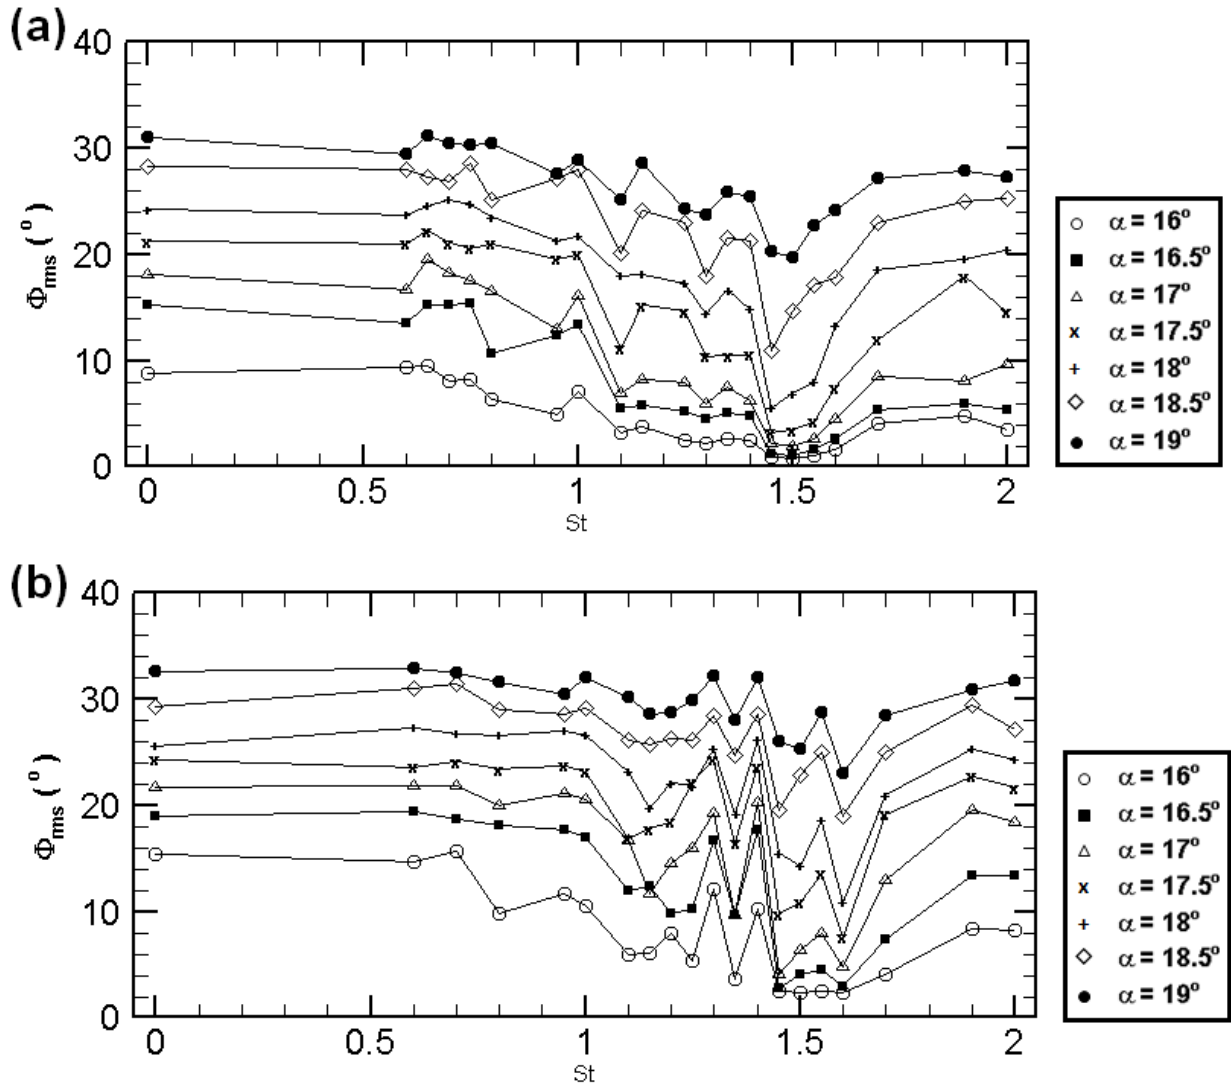 (a)
40
30
20
10
0
Φrms ( ° )
0 0.5 1 1.5 2
St
α = 16°
α = 16.5°
α = 17°
α = 17.5°
α = 18°
α = 18.5°
α = 19°
(b)
40
30
20
10
0
Φrms ( ° )
0 0.5 1 1.5 2
St
α = 16°
α = 16.5°
α = 17°
α = 17.5°
α = 18°
α = 18.5°
α = 19°